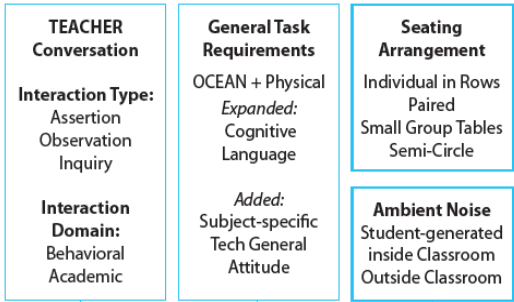 TEACHER
Conversation
Interaction Type:
Assertion
Observation
Inquiry
Interaction
Domain:
Behavioral
Academic
General Task
Requirements
OCEAN + Physical
Expanded:
Cognitive
Language
Added:
Subject-specific
Tech General
Attitude
Seating
Arrangement
Individual in Rows
Paired
Small Group Tables
Semi-Circle
Ambient Noise
Student-generated
inside Classroom
Outside Classroom